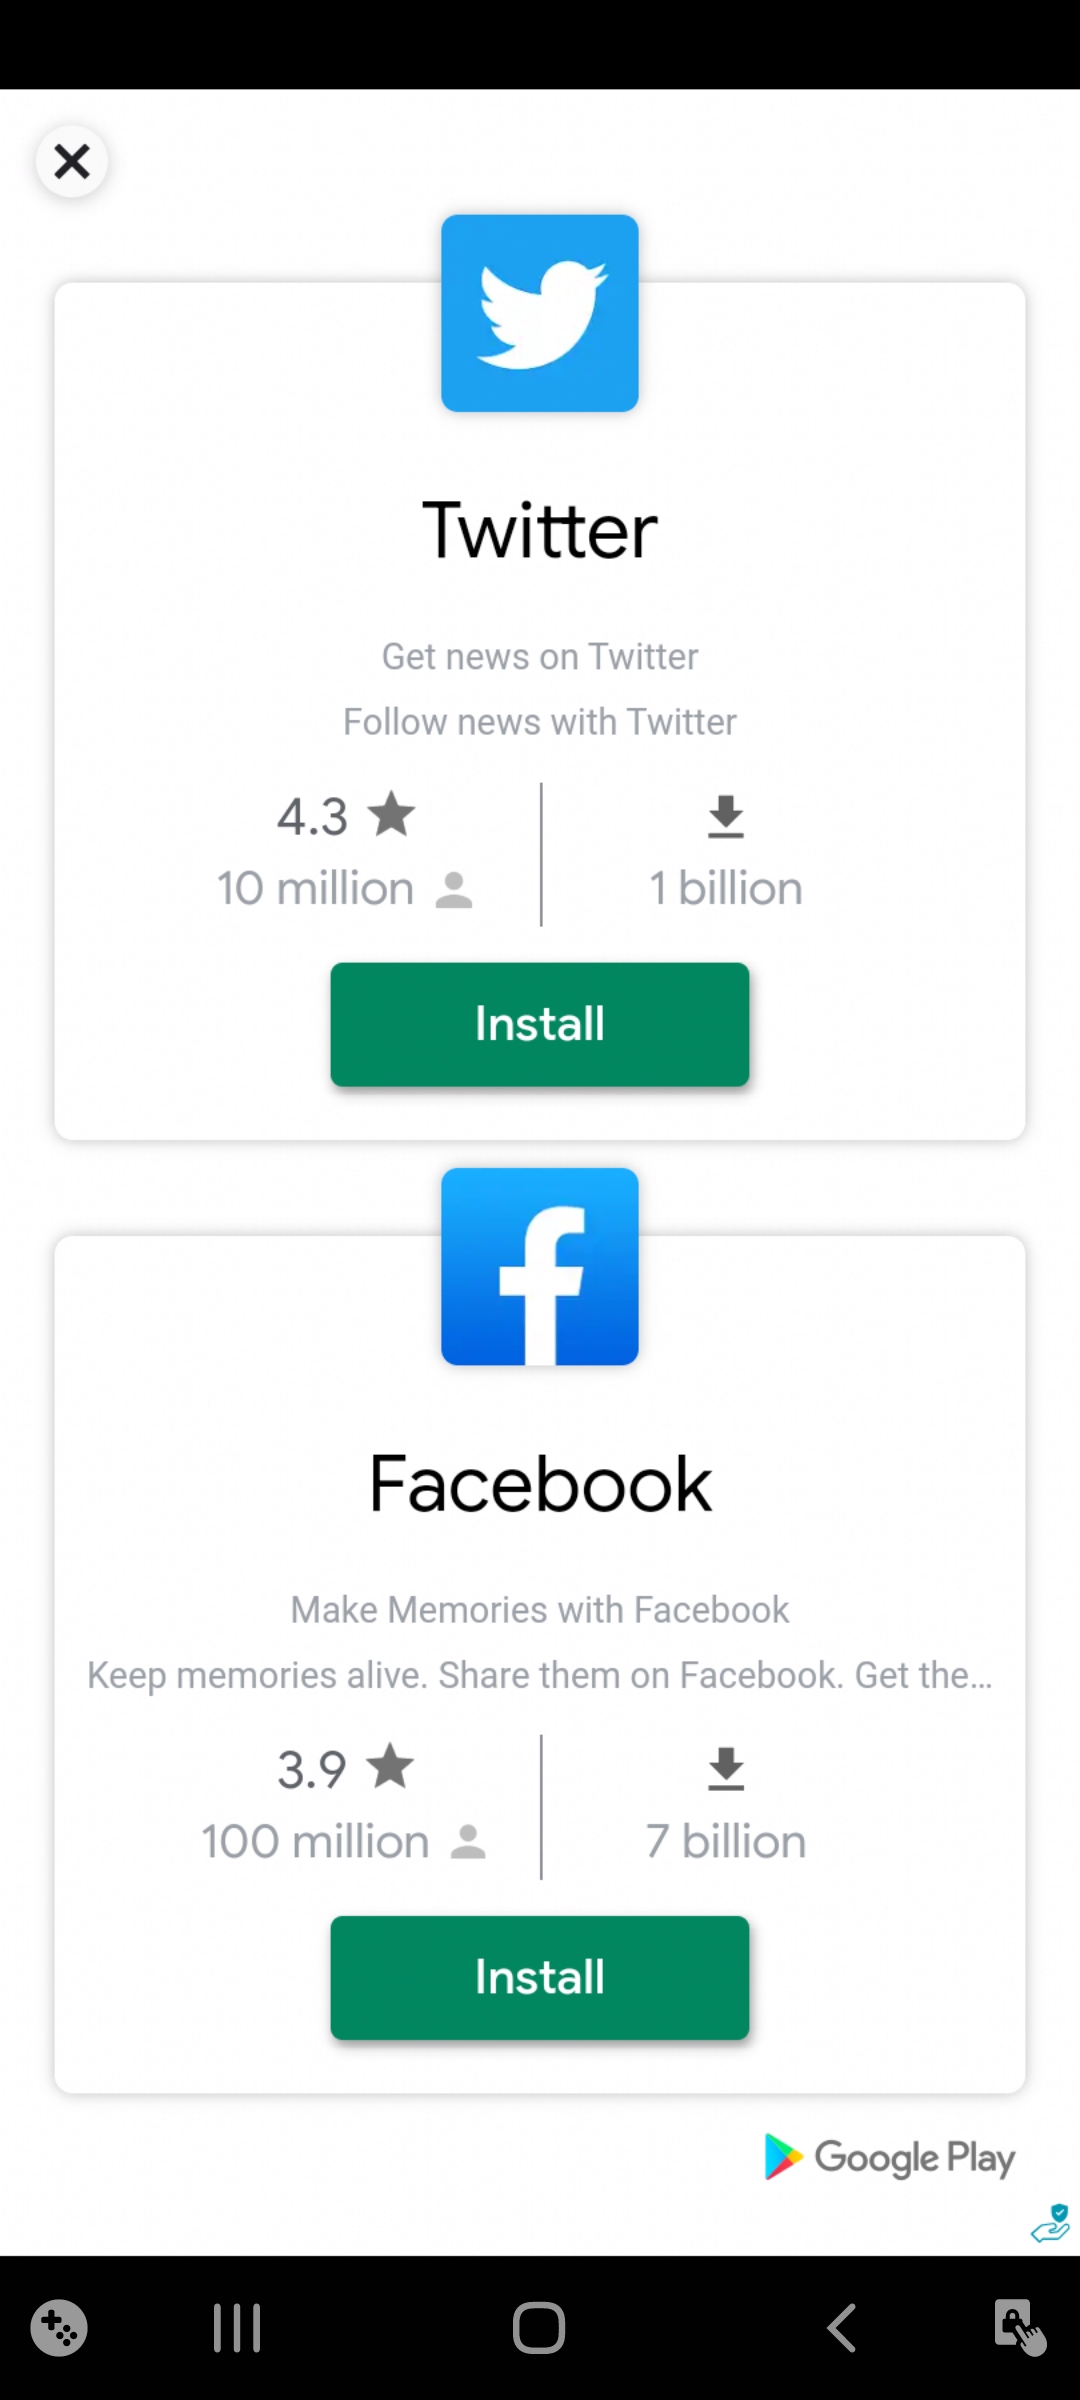 Twitter
Get news on Twitter
Follow news with Twitter
4.3
10 million
1 billion
Install
Facebook
Make Memories with Facebook
Keep memories alive. Share them on Facebook. Get the...
3.9
100 million
7 billion
Install
Google Play